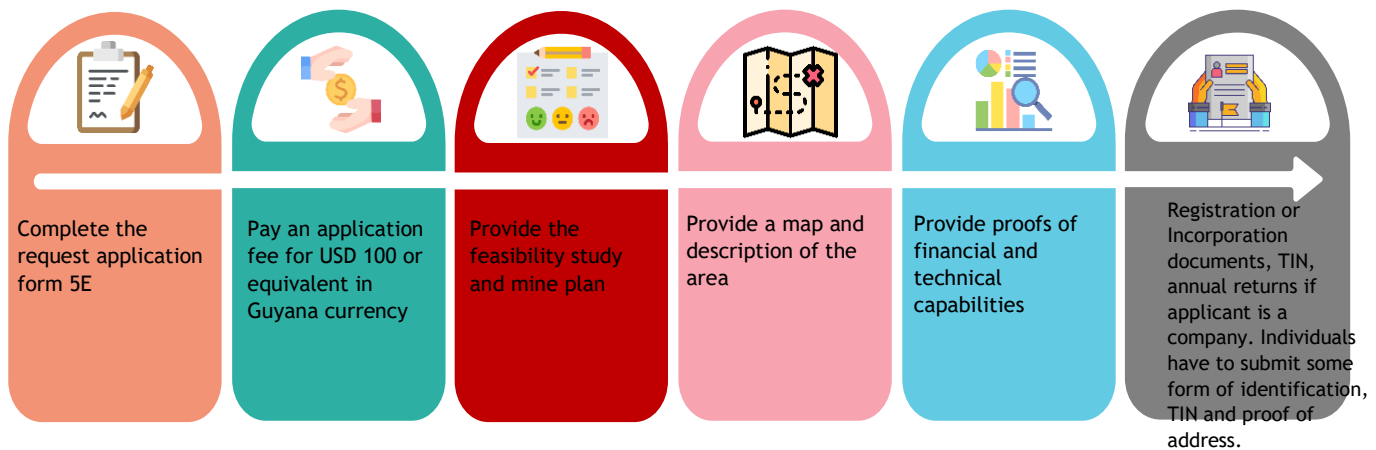 Complete the
request application
form 5E
Pay an application
fee for USD 100 or
equivalent in
Guyana currency
$
Provide the
feasibility study
and mine plan
Provide a map and
description of the
area
Provide proofs of
financial and
technical
capabilities
Registration or
Incorporation
documents, TIN,
annual returns if
applicant is a
company. Individuals
have to submit some
form of identification,
TIN and proof of
address.